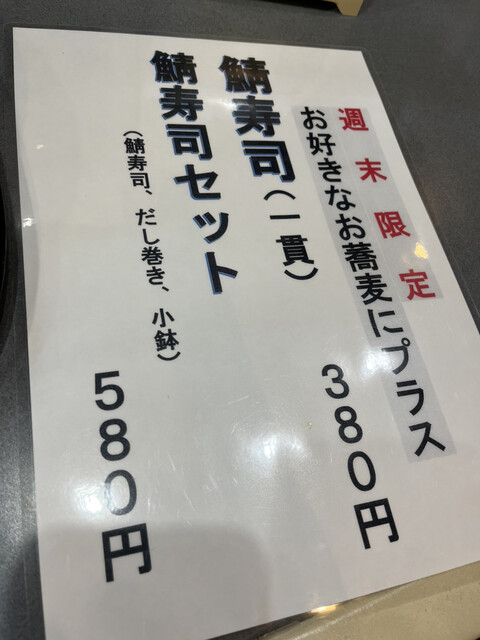 週末限定
お好きなお蕎麦にプラス
鯖寿司(一貫)
380円
鯖寿司セット
(鯖寿司、だし巻き、小鉢)
580円